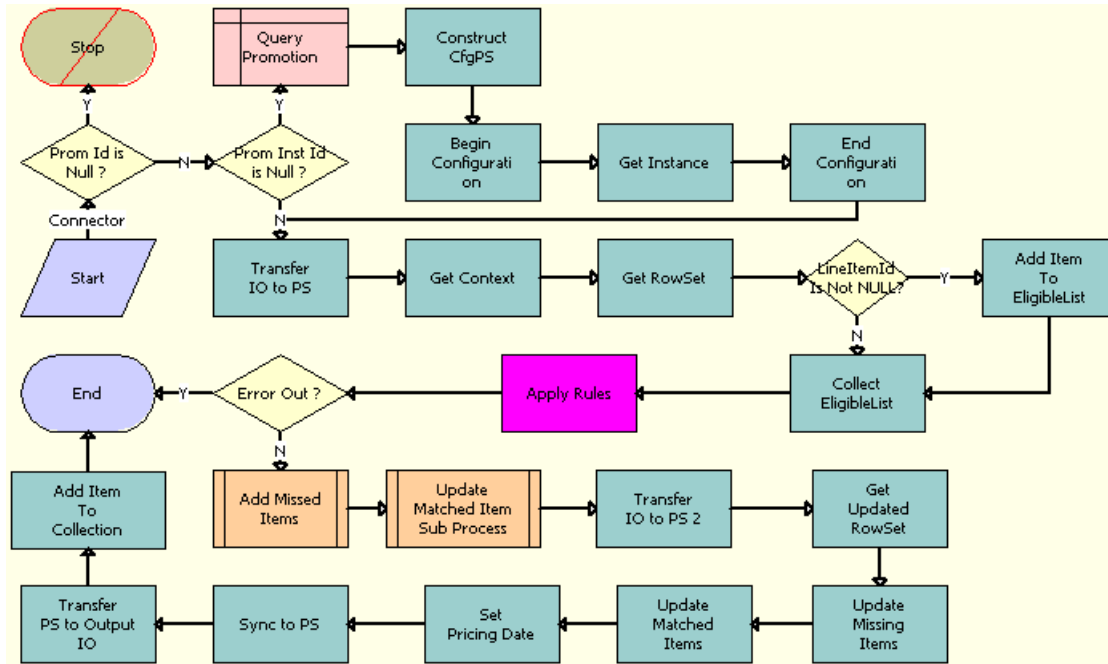 Stop
Query
Promotion
Construct
CfgPS
Y
Y
Prom Id is
Null ?
N
Prom Inst Id
is Null ?
Begin
Configurati
on
Get Instance
End
Configurati
on
Connector
N
Start
Transfer
IO to PS
Get Context
Get RowSet
LineItemId
Is Not NULL?
Y
Add Item
To
EligibleList
N
End
Y
Error Out ?
Apply Rules
Collect
EligibleList
N
Add Item
To
Collection
Add Missed
Items
Update
Matched Item
Sub Process
Transfer
IO to PS 2
Get
Updated
RowSet
Transfer
PS to Output
IO
Sync to PS
Set
Pricing Date
Update
Matched
Items
Update
Missing
Items